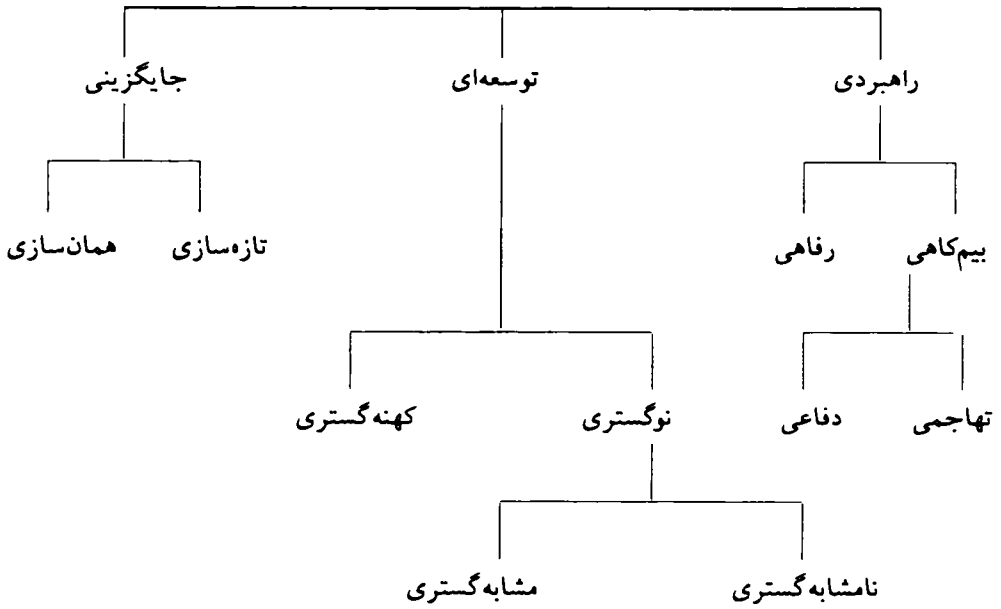 راهبردی
توسعه‌ای
جایگزینی
بیم‌کاهی
رفاهی
تازه‌سازی
همان‌سازی
تهاجمی
دفاعی
نوگستری
کهنه‌گستری
نامشابه‌گستری
مشابه‌گستری